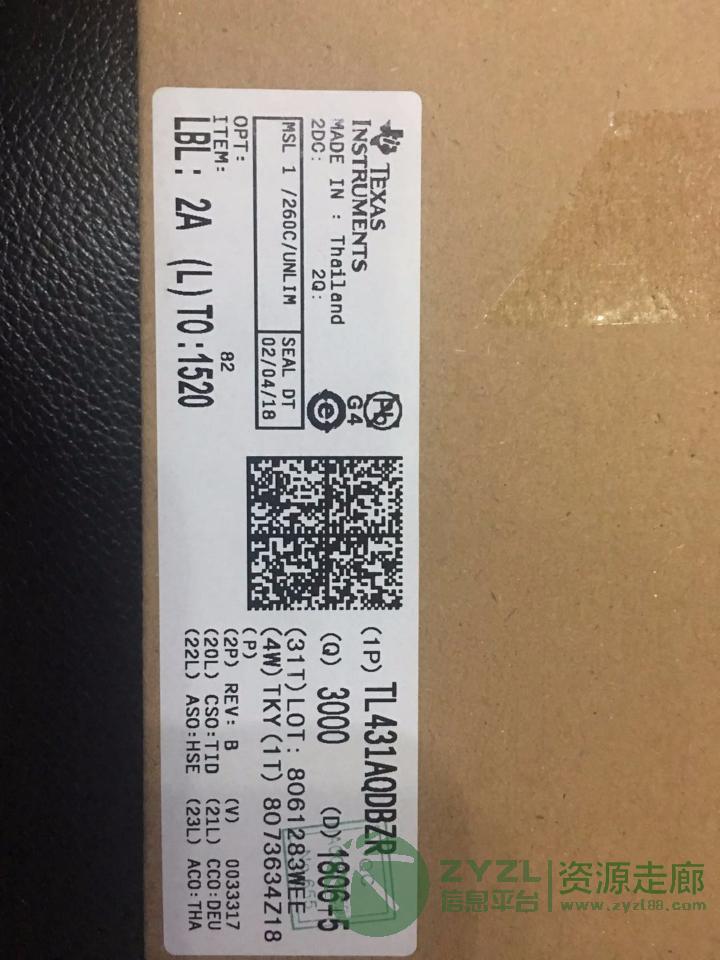 TEXAS
INSTRUMENTS
MADE IN : Thailand
2DC: 2Q:
G4
Pb
e
MSL 1 /260C/UNLIM
SEAL DT
02/04/18
OPT:
ITEM: 82
LBL: 2A (L)TO:1520
(1P) TL431AQDBZR
(Q) 3000 (D)
(31T)LOT: 8061283WEE
(4W)TKY(1T) 8073634Z18
(P)
(2P) REV: B (V) 0033317
(20L) CSO:TID (21L) CCO:DEU
(22L) ASO:HSE (23L) ACO:THA
ZYZL 资源走廊
信息平台 www.zyzl88.com